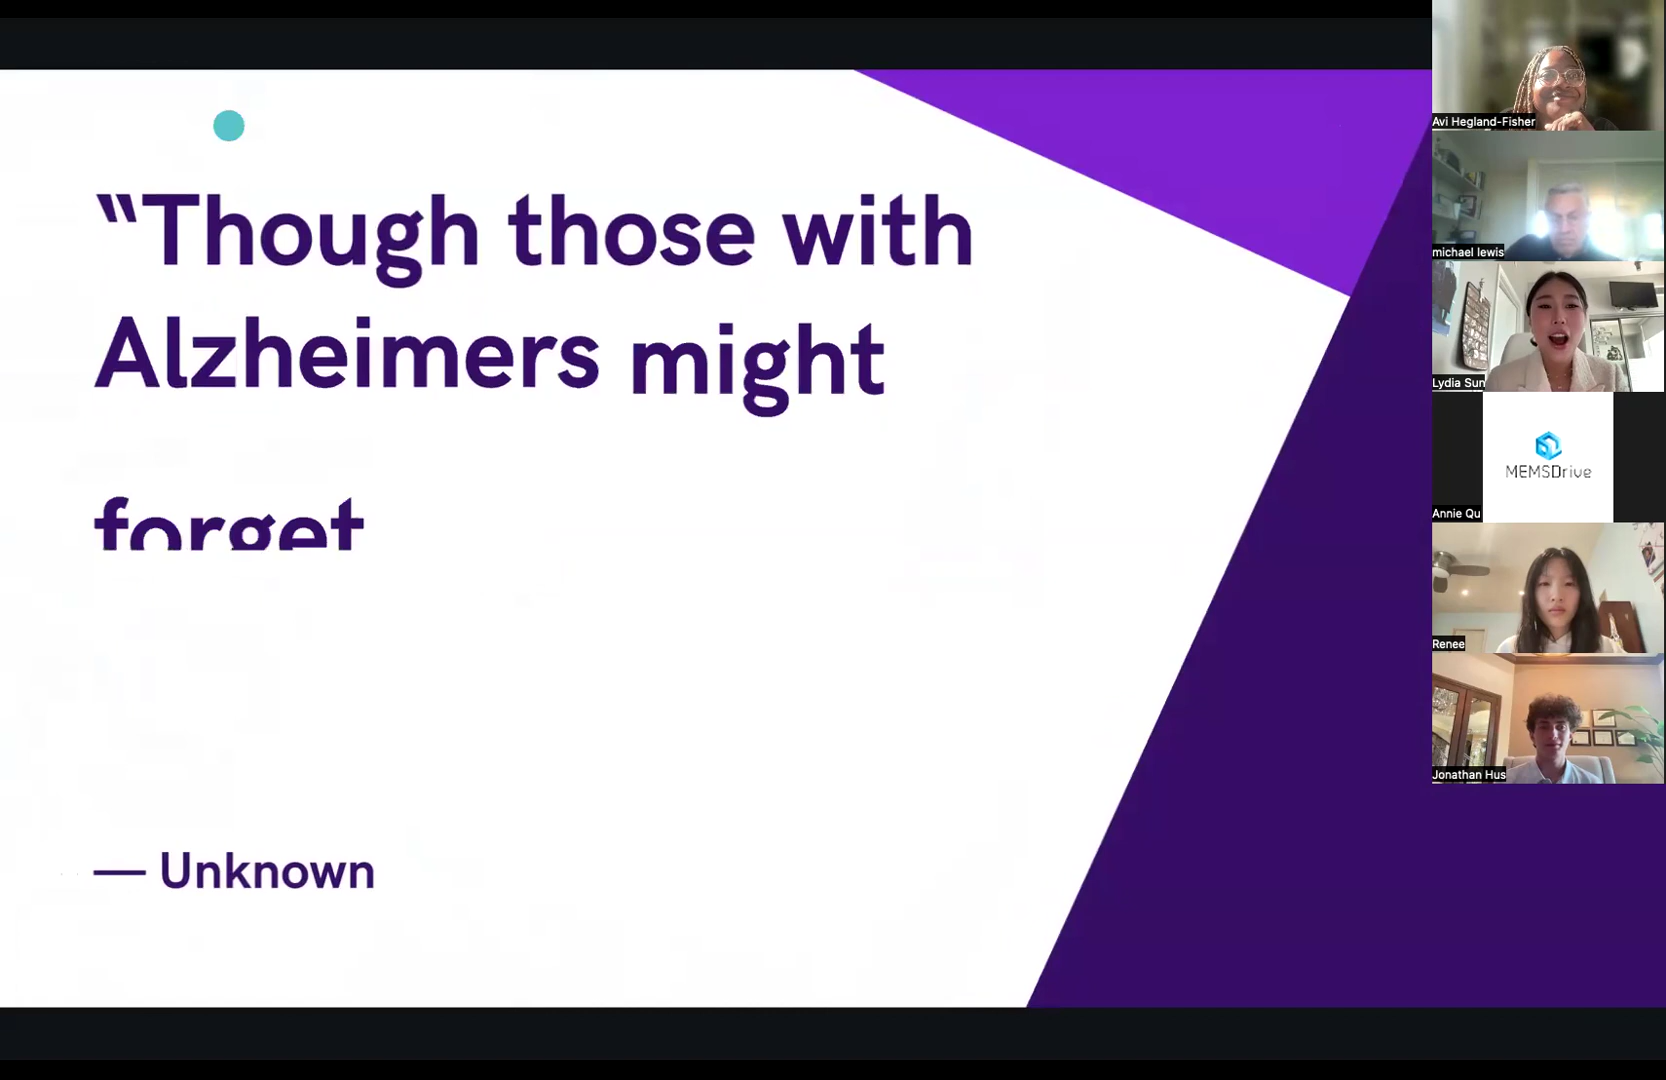 “Though those with
Alzheimers might
forget
— Unknown
Avi Hegland-Fisher
michael lewis
Lydia Sun
MEMSDrive
Annie Qu
Renee
Jonathan Hus